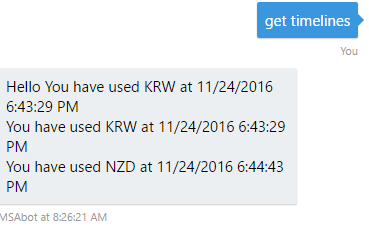 get timelines
You
Hello You have used KRW at 11/24/2016
6:43:29 PM
You have used KRW at 11/24/2016 6:43:29
PM
You have used NZD at 11/24/2016 6:44:43
PM
MSAbot at 8:26:21 AM